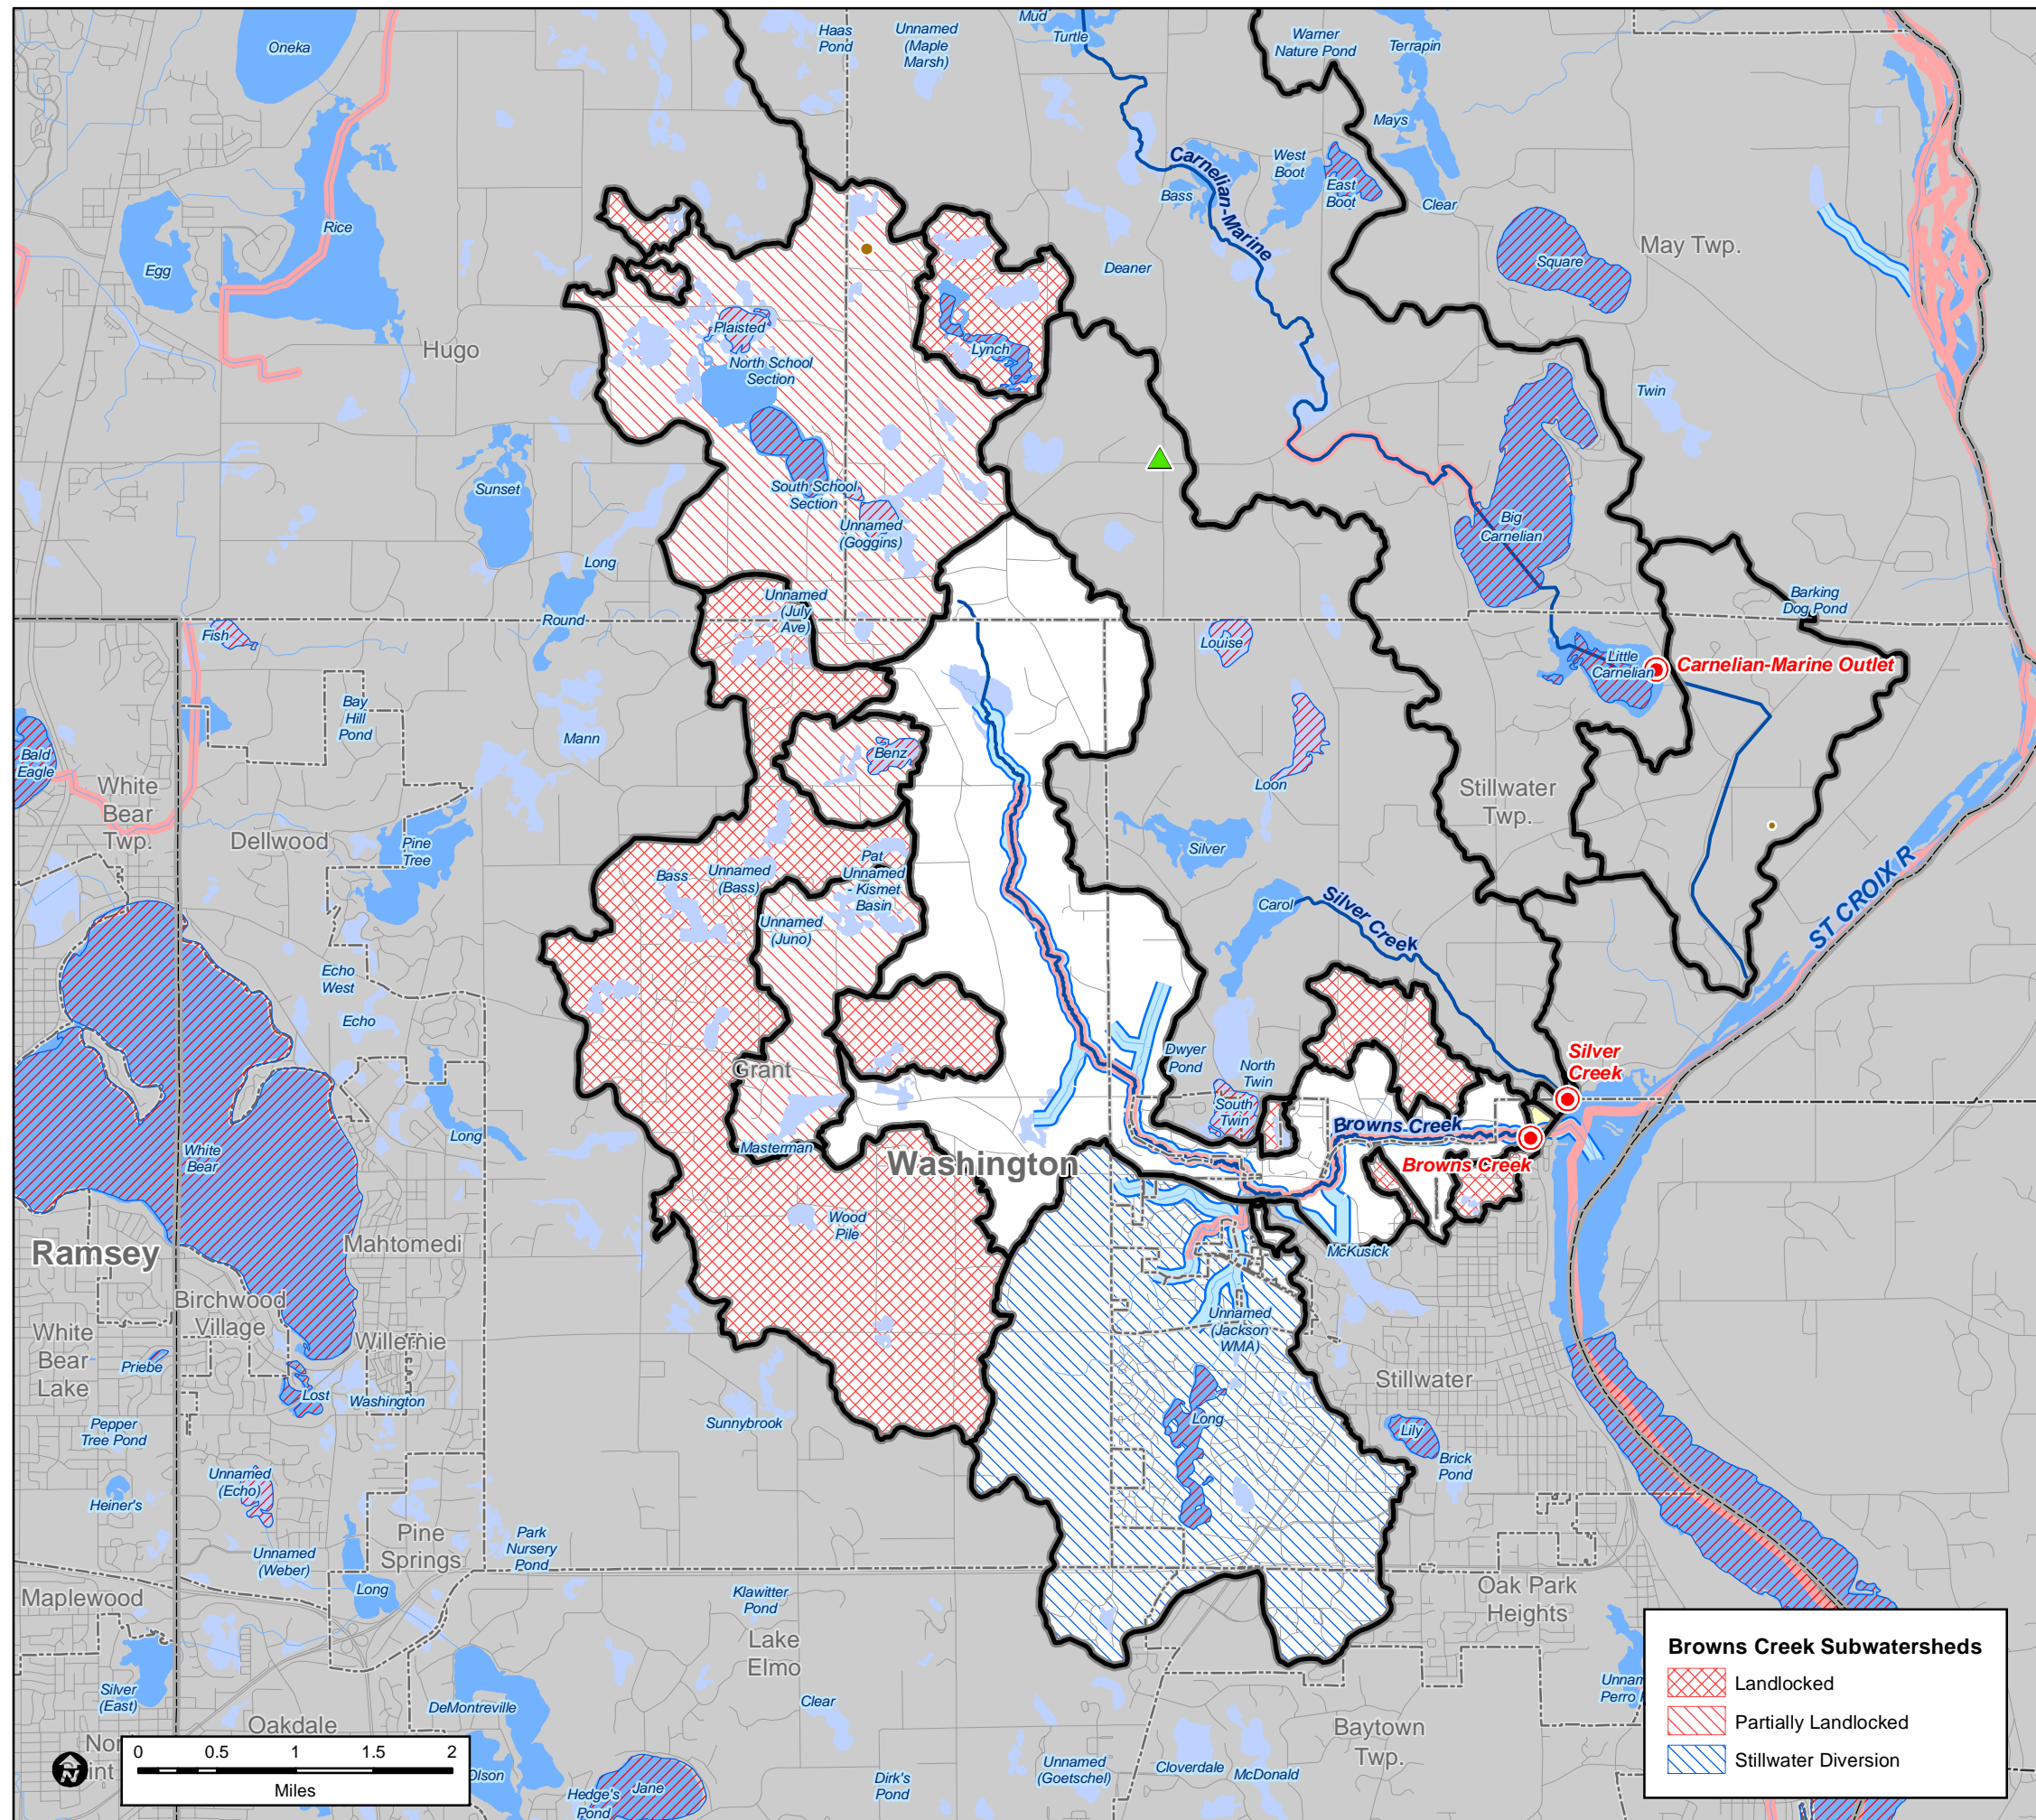 Oneka
Haas
Pond
Unnamed
(Maple
Marsh)
Mud
Turtle
Warner
Nature Pond
Terrapin
Mays
West
Boot
East
Boot
Bass
Clear
Carnelian-Marine
Deaner
Square
May Twp.
Egg
Rice
Hugo
Plaisted
North School
Section
Lynch
Twin
Sunset
South School
Section
Unnamed
(Goggins)
Big
Carnelian
Long
Round
Unnamed
(July
Ave)
Barking
Dog Pond
Fish
Louise
Little
Carnelian
Carnelian-Marine Outlet
Bay
Hill
Pond
Mann
Benz
Loon
Bald
Eagle
White
Bear
Twp.
Dellwood
Pine
Tree
Stillwater
Twp.
Silver
Bass
Unnamed
(Bass)
Pat
Unnamed
- Kismet
Basin
Unnamed
(Juno)
Carol
Silver Creek
ST CROIX R
Echo
West
Echo
Grant
Dwyer
Pond
North
Twin
South
Twin
Silver
Creek
Browns Creek
Browns Creek
Long
White
Bear
Masterman
Washington
Wood
Pile
McKusick
Ramsey
Mahtomedi
Birchwood
Village
Willernie
White
Bear
Lake
Priebe
Lost
Washington
Unnamed
(Jackson
WMA)
Stillwater
Pepper
Tree Pond
Sunnybrook
Long
Lily
Brick
Pond
Unnamed
(Echo)
Heiner's
Pine
Springs
Park
Nursery
Pond
Unnamed
(Weber)
Long
Maplewood
Klawitter
Pond
Lake
Elmo
Oak Park
Heights
Silver
(East)
DeMontreville
Clear
Oakdale
Baytown
Twp.
Olson
Hedge's
Pond
Jane
Dirk's
Pond
Unnamed
(Goetschel)
Cloverdale
McDonald
N
0 0.5 1 1.5 2
Miles
Browns Creek Subwatersheds
Landlocked
Partially Landlocked
Stillwater Diversion